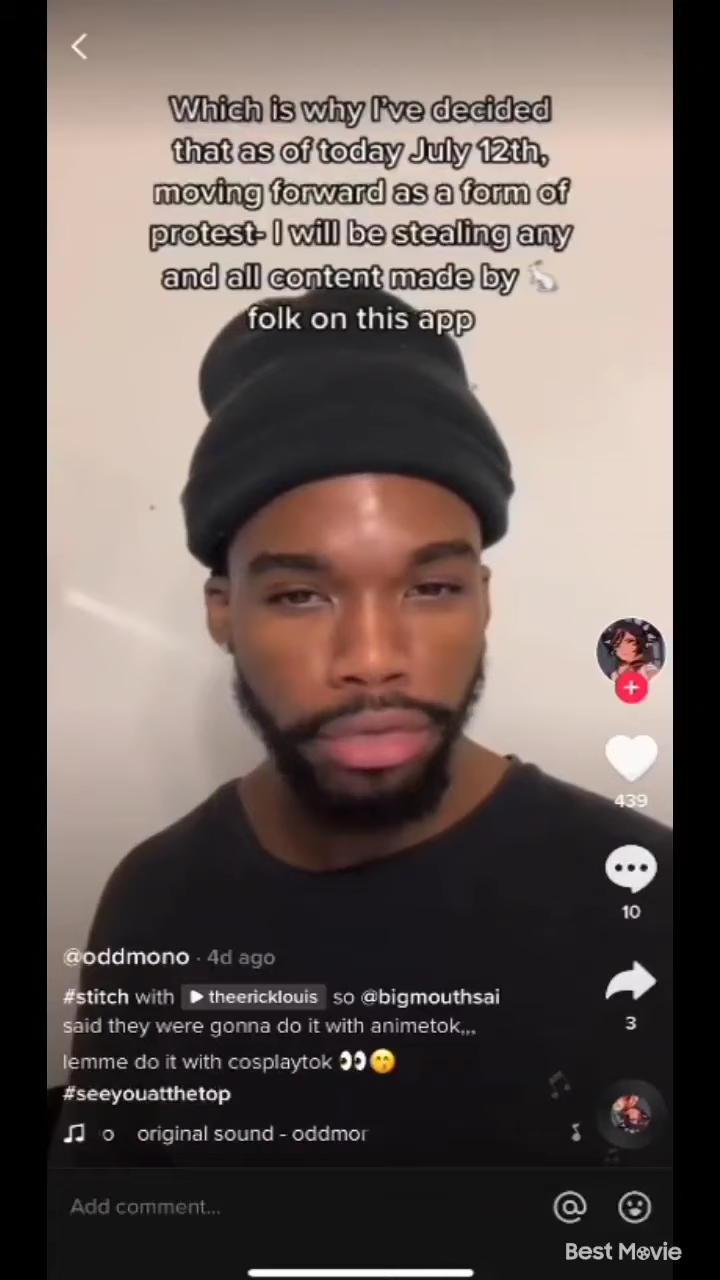 Which is why I've decided
that as of today July 12th,
moving forward as a form of
protest- I will be stealing any
and all content made by 🐇
folk on this app
439
10
3
@oddmono · 4d ago
#stitch with ▶ theericklouis so @bigmouthsai
said they were gonna do it with animetok,,,
lemme do it with cosplaytok 👀😙
#seeyouatthetop
o original sound - oddmor
Add comment...
Best Movie